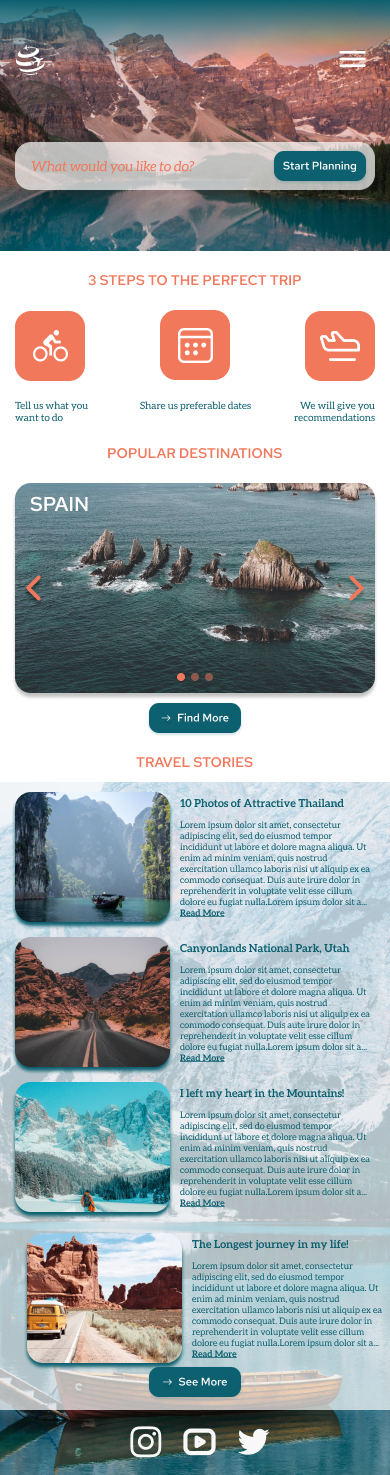 What would you like to do?
Start Planning
3 STEPS TO THE PERFECT TRIP
Tell us what you
want to do
Share us preferable dates
We will give you
recommendations
POPULAR DESTINATIONS
SPAIN
→ Find More
TRAVEL STORIES
10 Photos of Attractive Thailand
Lorem ipsum dolor sit amet, consectetur
adipiscing elit, sed do eiusmod tempor
incididunt ut labore et dolore magna aliqua. Ut
enim ad minim veniam, quis nostrud
exercitation ullamco laboris nisi ut aliquip ex ea
commodo consequat. Duis aute irure dolor in
reprehenderit in voluptate velit esse cillum
dolore eu fugiat nulla.Lorem ipsum dolor sit a...
Read More
Canyonlands National Park, Utah
Lorem ipsum dolor sit amet, consectetur
adipiscing elit, sed do eiusmod tempor
incididunt ut labore et dolore magna aliqua. Ut
enim ad minim veniam, quis nostrud
exercitation ullamco laboris nisi ut aliquip ex ea
commodo consequat. Duis aute irure dolor in
reprehenderit in voluptate velit esse cillum
dolore eu fugiat nulla.Lorem ipsum dolor sit a...
Read More
I left my heart in the Mountains!
Lorem ipsum dolor sit amet, consectetur
adipiscing elit, sed do eiusmod tempor
incididunt ut labore et dolore magna aliqua. Ut
enim ad minim veniam, quis nostrud
exercitation ullamco laboris nisi ut aliquip ex ea
commodo consequat. Duis aute irure dolor in
reprehenderit in voluptate velit esse cillum
dolore eu fugiat nulla.Lorem ipsum dolor sit a...
Read More
The Longest journey in my life!
Lorem ipsum dolor sit amet, consectetur
adipiscing elit, sed do eiusmod tempor
incididunt ut labore et dolore magna aliqua. Ut
enim ad minim veniam, quis nostrud
exercitation ullamco laboris nisi ut aliquip ex ea
commodo consequat. Duis aute irure dolor in
reprehenderit in voluptate velit esse cillum
dolore eu fugiat nulla.Lorem ipsum dolor sit a...
Read More
→ See More